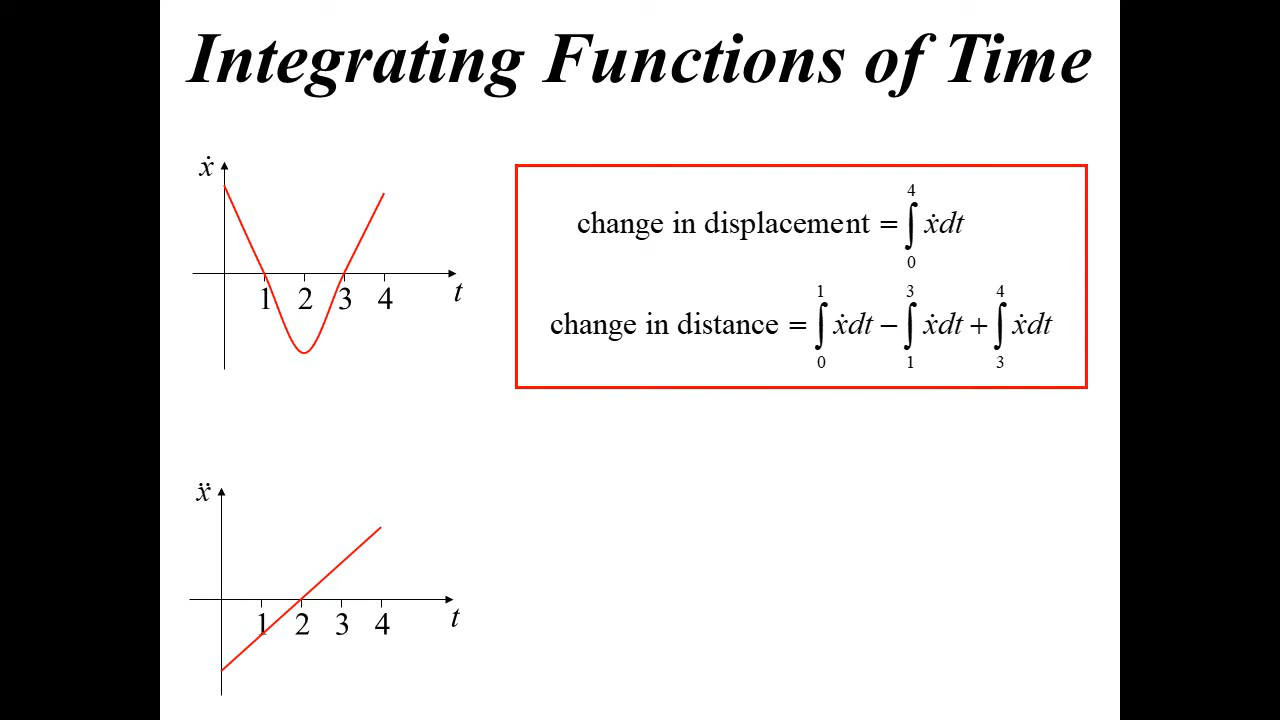 Integrating Functions of Time
ẋ
1 2 3 4 t
change in displacement = ∫₀⁴ ẋdt
change in distance = ∫₀¹ ẋdt − ∫₁³ ẋdt + ∫₃⁴ ẋdt
ẍ
1 2 3 4 t